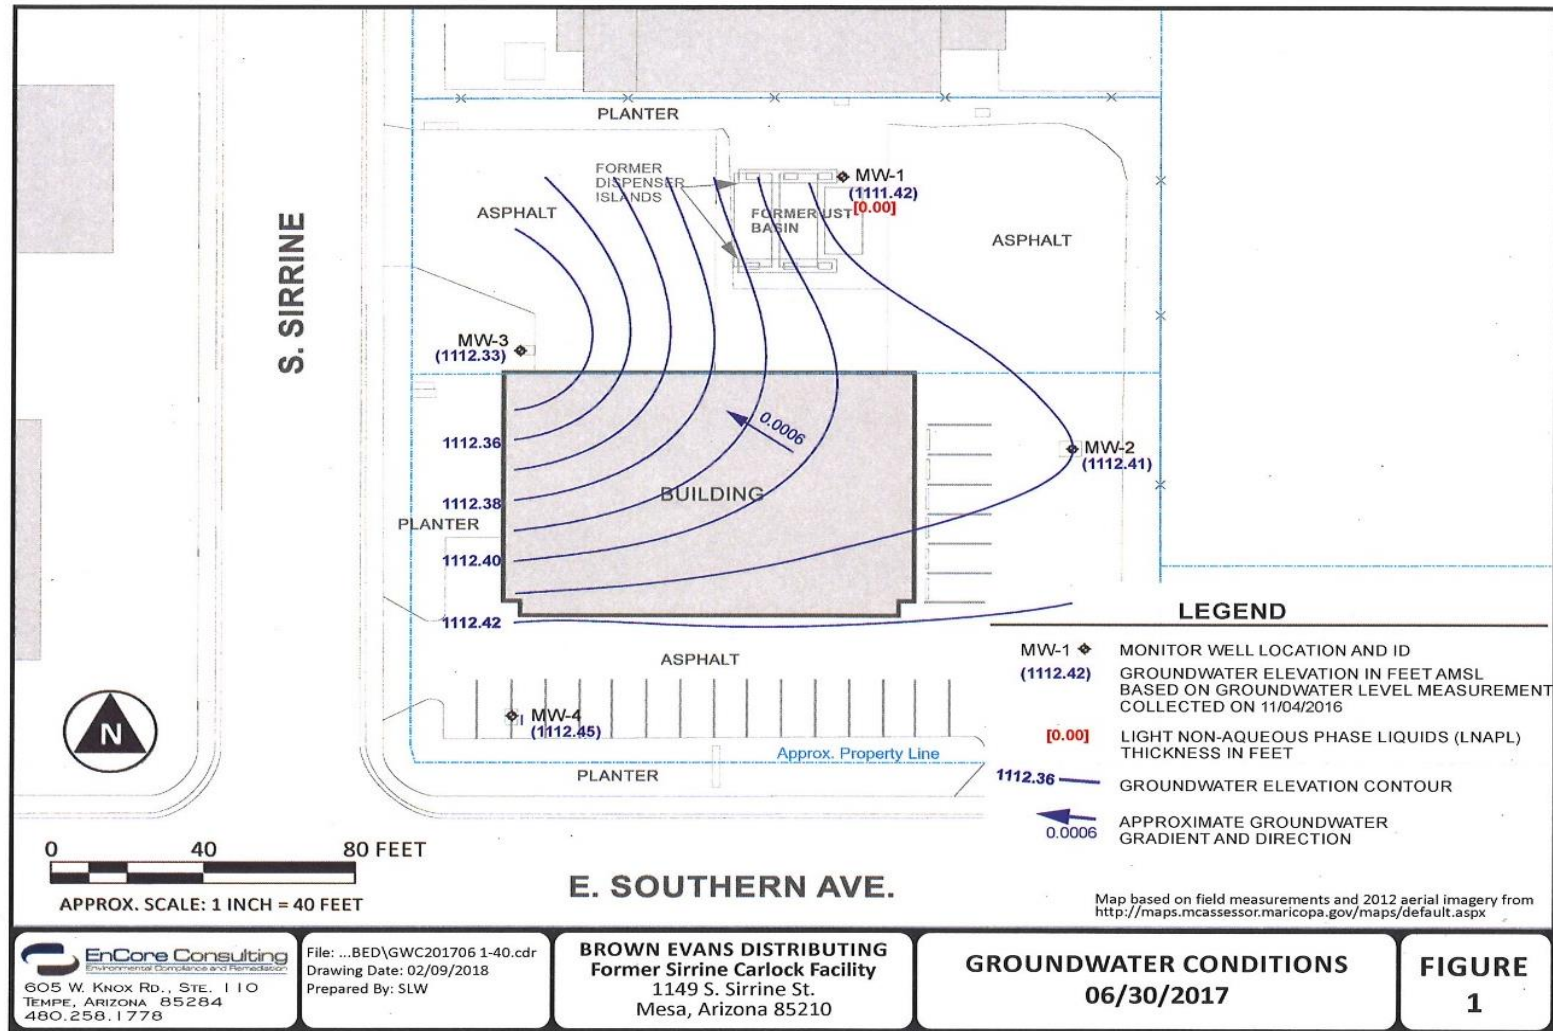 PLANTER
FORMER
DISPENSER
ISLANDS
MW-1
(1111.42)
[0.00]
FORMER UST
BASIN
ASPHALT
ASPHALT
S. SIRRINE
MW-3
(1112.33)
0.0006
1112.36
MW-2
(1112.41)
BUILDING
1112.38
PLANTER
1112.40
1112.42
ASPHALT
MW-4
(1112.45)
Approx. Property Line
PLANTER
N
LEGEND
MW-1 MONITOR WELL LOCATION AND ID
(1112.42) GROUNDWATER ELEVATION IN FEET AMSL
BASED ON GROUNDWATER LEVEL MEASUREMENT
COLLECTED ON 11/04/2016
[0.00] LIGHT NON-AQUEOUS PHASE LIQUIDS (LNAPL)
THICKNESS IN FEET
1112.36 GROUNDWATER ELEVATION CONTOUR
0.0006 APPROXIMATE GROUNDWATER
GRADIENT AND DIRECTION
0 40 80 FEET
APPROX. SCALE: 1 INCH = 40 FEET
E. SOUTHERN AVE.
Map based on field measurements and 2012 aerial imagery from
http://maps.mcassessor.maricopa.gov/maps/default.aspx
EnCore Consulting
Environmental Compliance and Remediation
605 W. KNOX RD., STE. 110
TEMPE, ARIZONA 85284
480.258.1778
File: ...BED\GWC201706 1-40.cdr
Drawing Date: 02/09/2018
Prepared By: SLW
BROWN EVANS DISTRIBUTING
Former Sirrine Carlock Facility
1149 S. Sirrine St.
Mesa, Arizona 85210
GROUNDWATER CONDITIONS
06/30/2017
FIGURE
1